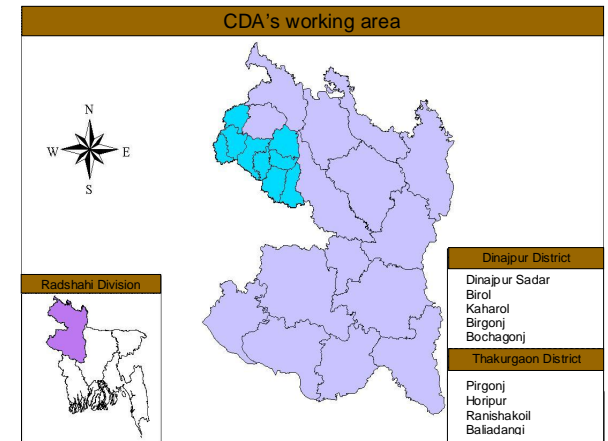 CDA's working area
N
W E
S
Radshahi Division
Dinajpur District
Dinajpur Sadar
Birol
Kaharol
Birgonj
Bochagonj
Thakurgaon District
Pirgonj
Horipur
Ranishakoil
Baliadangi